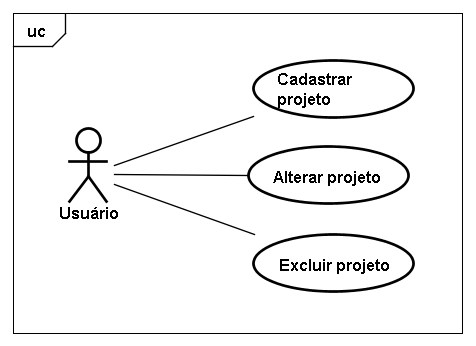 uc
Cadastrar
projeto
Alterar projeto
Usuário
Excluir projeto